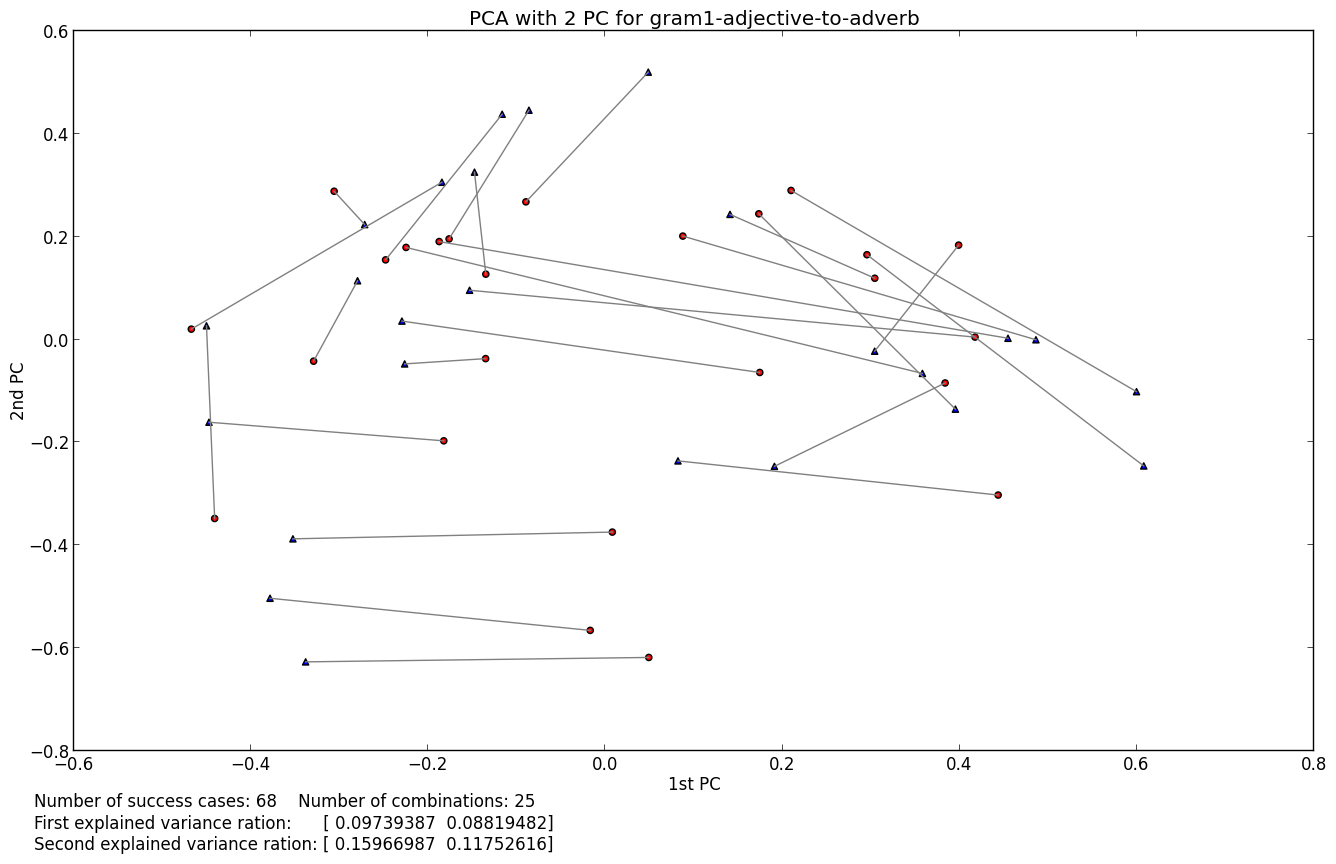 PCA with 2 PC for gram1-adjective-to-adverb
0.6
0.4
0.2
0.0
−0.2
−0.4
−0.6
−0.8
2nd PC
−0.6 −0.4 −0.2 0.0 0.2 0.4 0.6 0.8
1st PC
Number of success cases: 68 Number of combinations: 25
First explained variance ration: [ 0.09739387 0.08819482]
Second explained variance ration: [ 0.15966987 0.11752616]